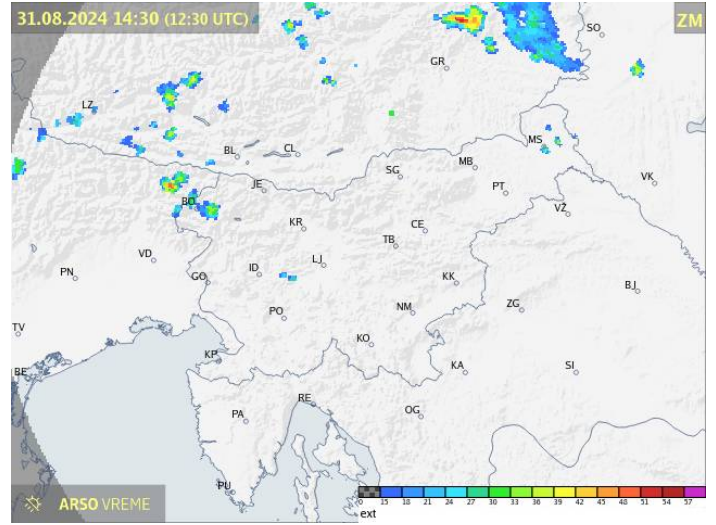 31.08.2024 14:30 (12:30 UTC)
ZM
SO
GR
LZ
MS
BL
CL
MB
SG
VK
JE
PT
BO
VŽ
KR
CE
TB
VD
LJ
PN
GO
ID
KK
BJ
NM
ZG
PO
TV
KO
KP
KA
SI
BE
RE
PA
OG
PU
ARSO VREME
0 15 18 21 24 27 30 33 36 39 42 45 48 51 54 57
ext